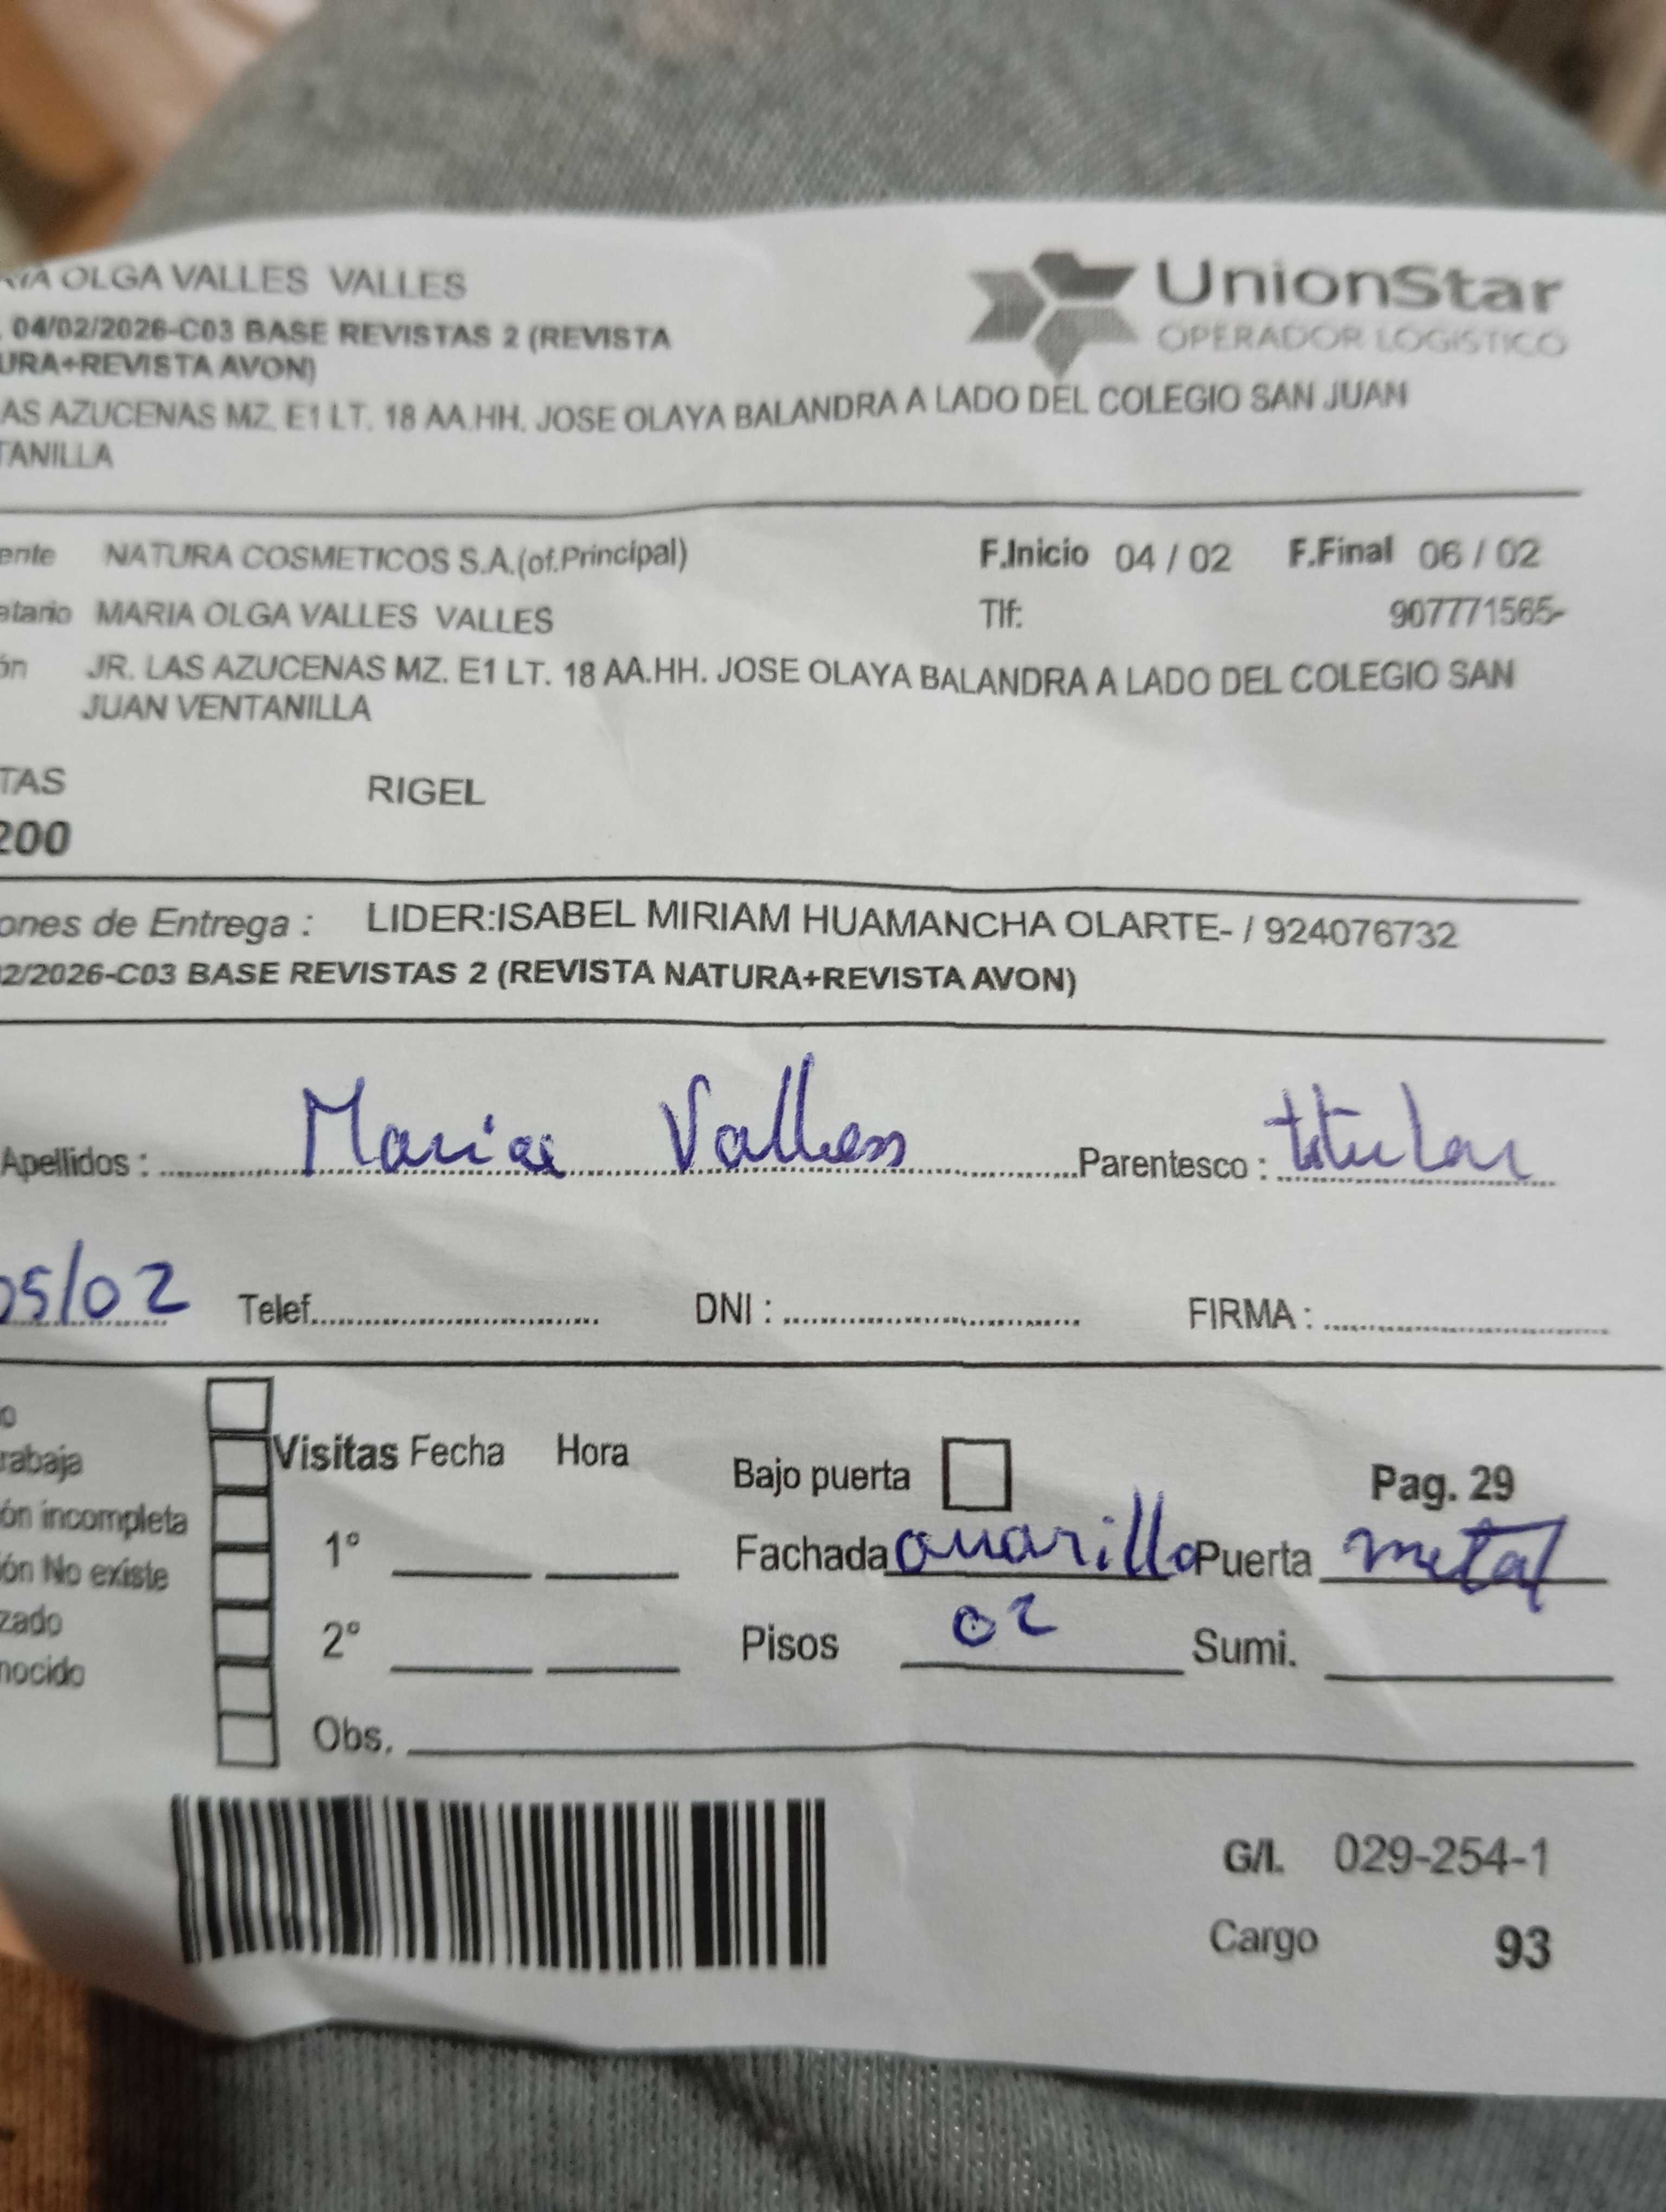 RIA OLGA VALLES VALLES
UnionStar
OPERADOR LOGISTICO
04/02/2026-C03 BASE REVISTAS 2 (REVISTA
URA+REVISTA AVON)
AS AZUCENAS MZ. E1 LT. 18 AA.HH. JOSE OLAYA BALANDRA A LADO DEL COLEGIO SAN JUAN
TANILLA
ente NATURA COSMETICOS S.A.(of.Principal) F.Inicio 04 / 02 F.Final 06 / 02
atario MARIA OLGA VALLES VALLES Tlf: 907771565-
ón JR. LAS AZUCENAS MZ. E1 LT. 18 AA.HH. JOSE OLAYA BALANDRA A LADO DEL COLEGIO SAN
JUAN VENTANILLA
TAS RIGEL
200
ones de Entrega : LIDER:ISABEL MIRIAM HUAMANCHA OLARTE- / 924076732
02/2026-C03 BASE REVISTAS 2 (REVISTA NATURA+REVISTA AVON)
Apellidos : Maria Valles Parentesco : titular
05/02 Telef. DNI : FIRMA :
o
rabaja Visitas Fecha Hora Bajo puerta Pag. 29
ón incompleta 1° Fachada amarillo Puerta metal
ón No existe
zado 2° Pisos 02 Sumi.
nocido
Obs.
G/I. 029-254-1
Cargo 93